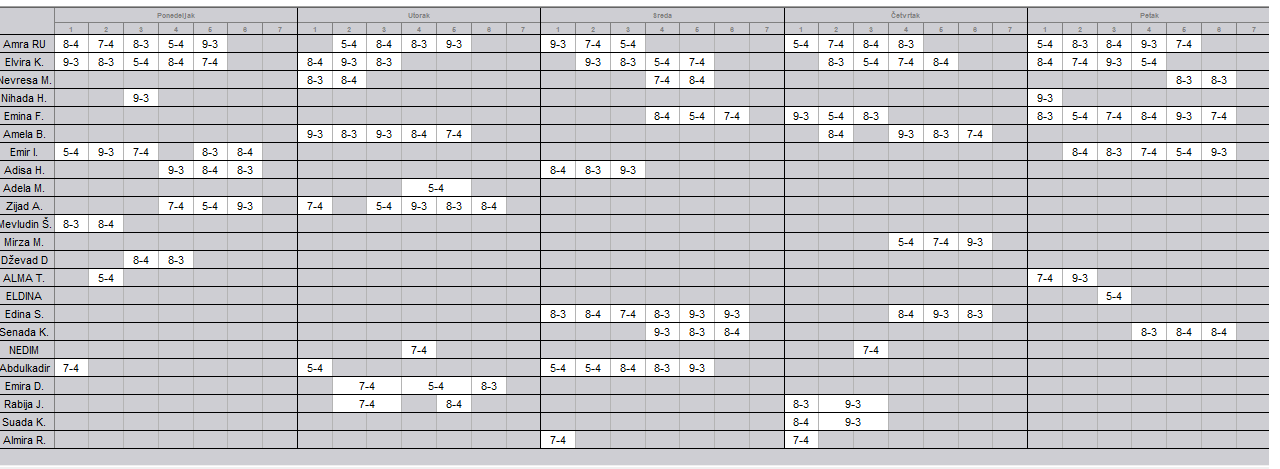 Ponedeljak Utorak Sreda Četvrtak Petak
1 2 3 4 5 6 7 1 2 3 4 5 6 7 1 2 3 4 5 6 7 1 2 3 4 5 6 7 1 2 3 4 5 6 7
Amra RU 8-4 7-4 8-3 5-4 9-3 5-4 8-4 8-3 9-3 9-3 7-4 5-4 5-4 7-4 8-4 8-3 5-4 8-3 8-4 9-3 7-4
Elvira K. 9-3 8-3 5-4 8-4 7-4 8-4 9-3 8-3 9-3 8-3 5-4 7-4 8-3 5-4 7-4 8-4 8-4 7-4 9-3 5-4
Nevresa M. 8-3 8-4 7-4 8-4 8-3 8-3
Nihada H. 9-3 9-3
Emina F. 8-4 5-4 7-4 9-3 5-4 8-3 8-3 5-4 7-4 8-4 9-3 7-4
Amela B. 9-3 8-3 9-3 8-4 7-4 8-4 9-3 8-3 7-4
Emir I. 5-4 9-3 7-4 8-3 8-4 8-4 8-3 7-4 5-4 9-3
Adisa H. 9-3 8-4 8-3 8-4 8-3 9-3
Adela M. 5-4
Zijad A. 7-4 5-4 9-3 7-4 5-4 9-3 8-3 8-4
Mevludin Š. 8-3 8-4
Mirza M. 5-4 7-4 9-3
Dževad D 8-4 8-3
ALMA T. 5-4 7-4 9-3
ELDINA 5-4
Edina S. 8-3 8-4 7-4 8-3 9-3 9-3 8-4 9-3 8-3
Senada K. 9-3 8-3 8-4 8-3 8-4 8-4
NEDIM 7-4 7-4
Abdulkadir 7-4 5-4 5-4 5-4 8-4 8-3 9-3
Emira D. 7-4 5-4 8-3
Rabija J. 7-4 8-4 8-3 9-3
Suada K. 8-4 9-3
Almira R. 7-4 7-4